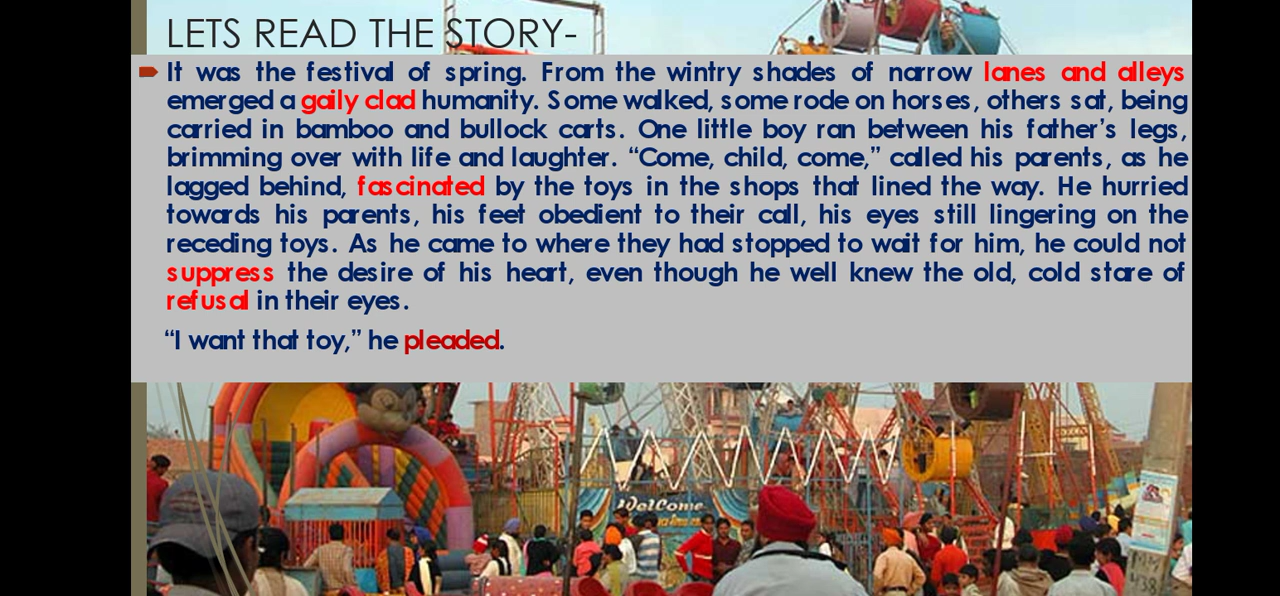 LETS READ THE STORY-
It was the festival of spring. From the wintry shades of narrow lanes and alleys
emerged a gaily clad humanity. Some walked, some rode on horses, others sat, being
carried in bamboo and bullock carts. One little boy ran between his father’s legs,
brimming over with life and laughter. “Come, child, come,” called his parents, as he
lagged behind, fascinated by the toys in the shops that lined the way. He hurried
towards his parents, his feet obedient to their call, his eyes still lingering on the
receding toys. As he came to where they had stopped to wait for him, he could not
suppress the desire of his heart, even though he well knew the old, cold stare of
refusal in their eyes.
“I want that toy,” he pleaded.
Welcome